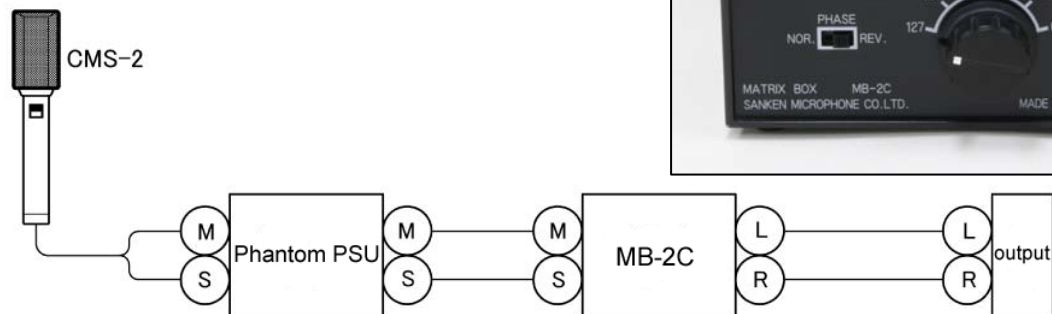 CMS-2
PHASE
NOR. REV.
127
MATRIX BOX MB-2C
SANKEN MICROPHONE CO.LTD.
MADE
M M M L L
Phantom PSU MB-2C output
S S S R R